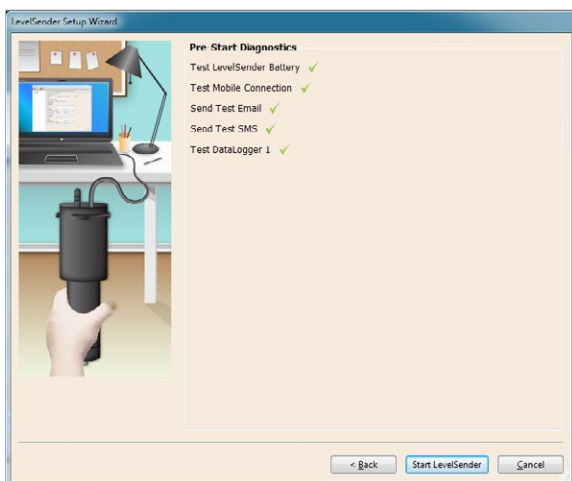 LevelSender Setup Wizard
Pre-Start Diagnostics
Test LevelSender Battery
Test Mobile Connection
Send Test Email
Send Test SMS
Test DataLogger 1
< Back
Start LevelSender
Cancel